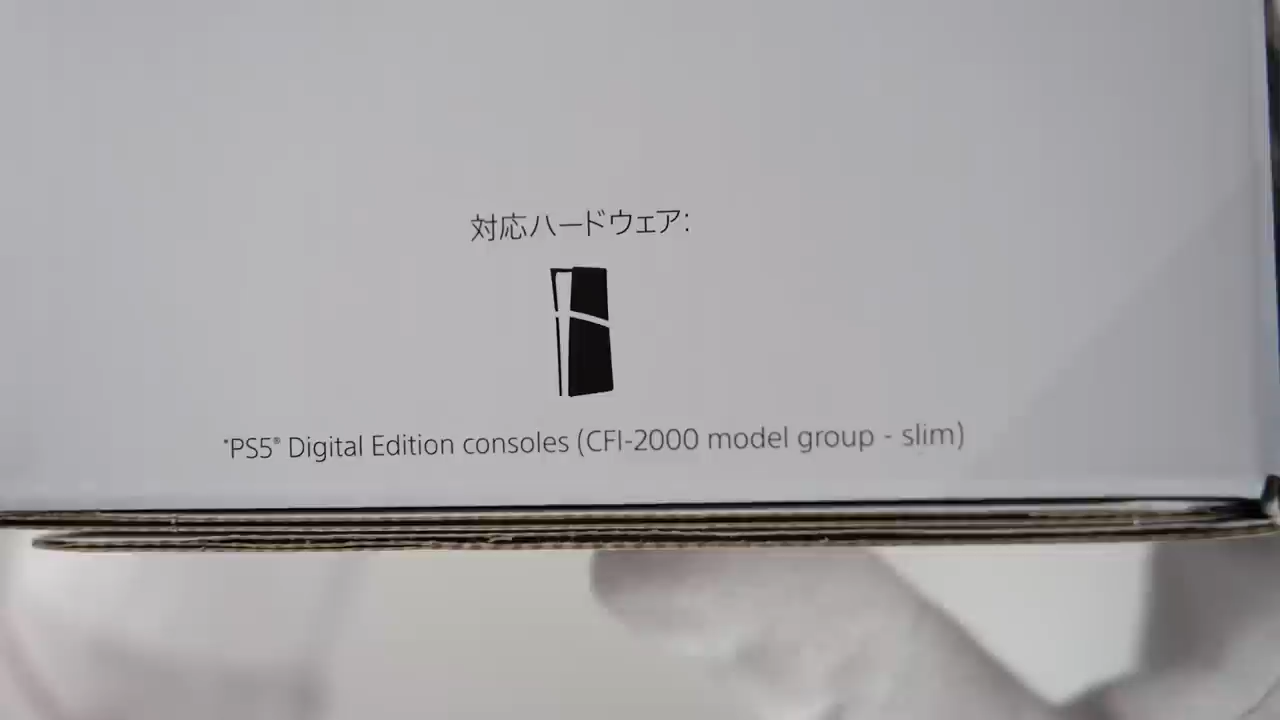 対応ハードウェア:
*PS5® Digital Edition consoles (CFI-2000 model group - slim)